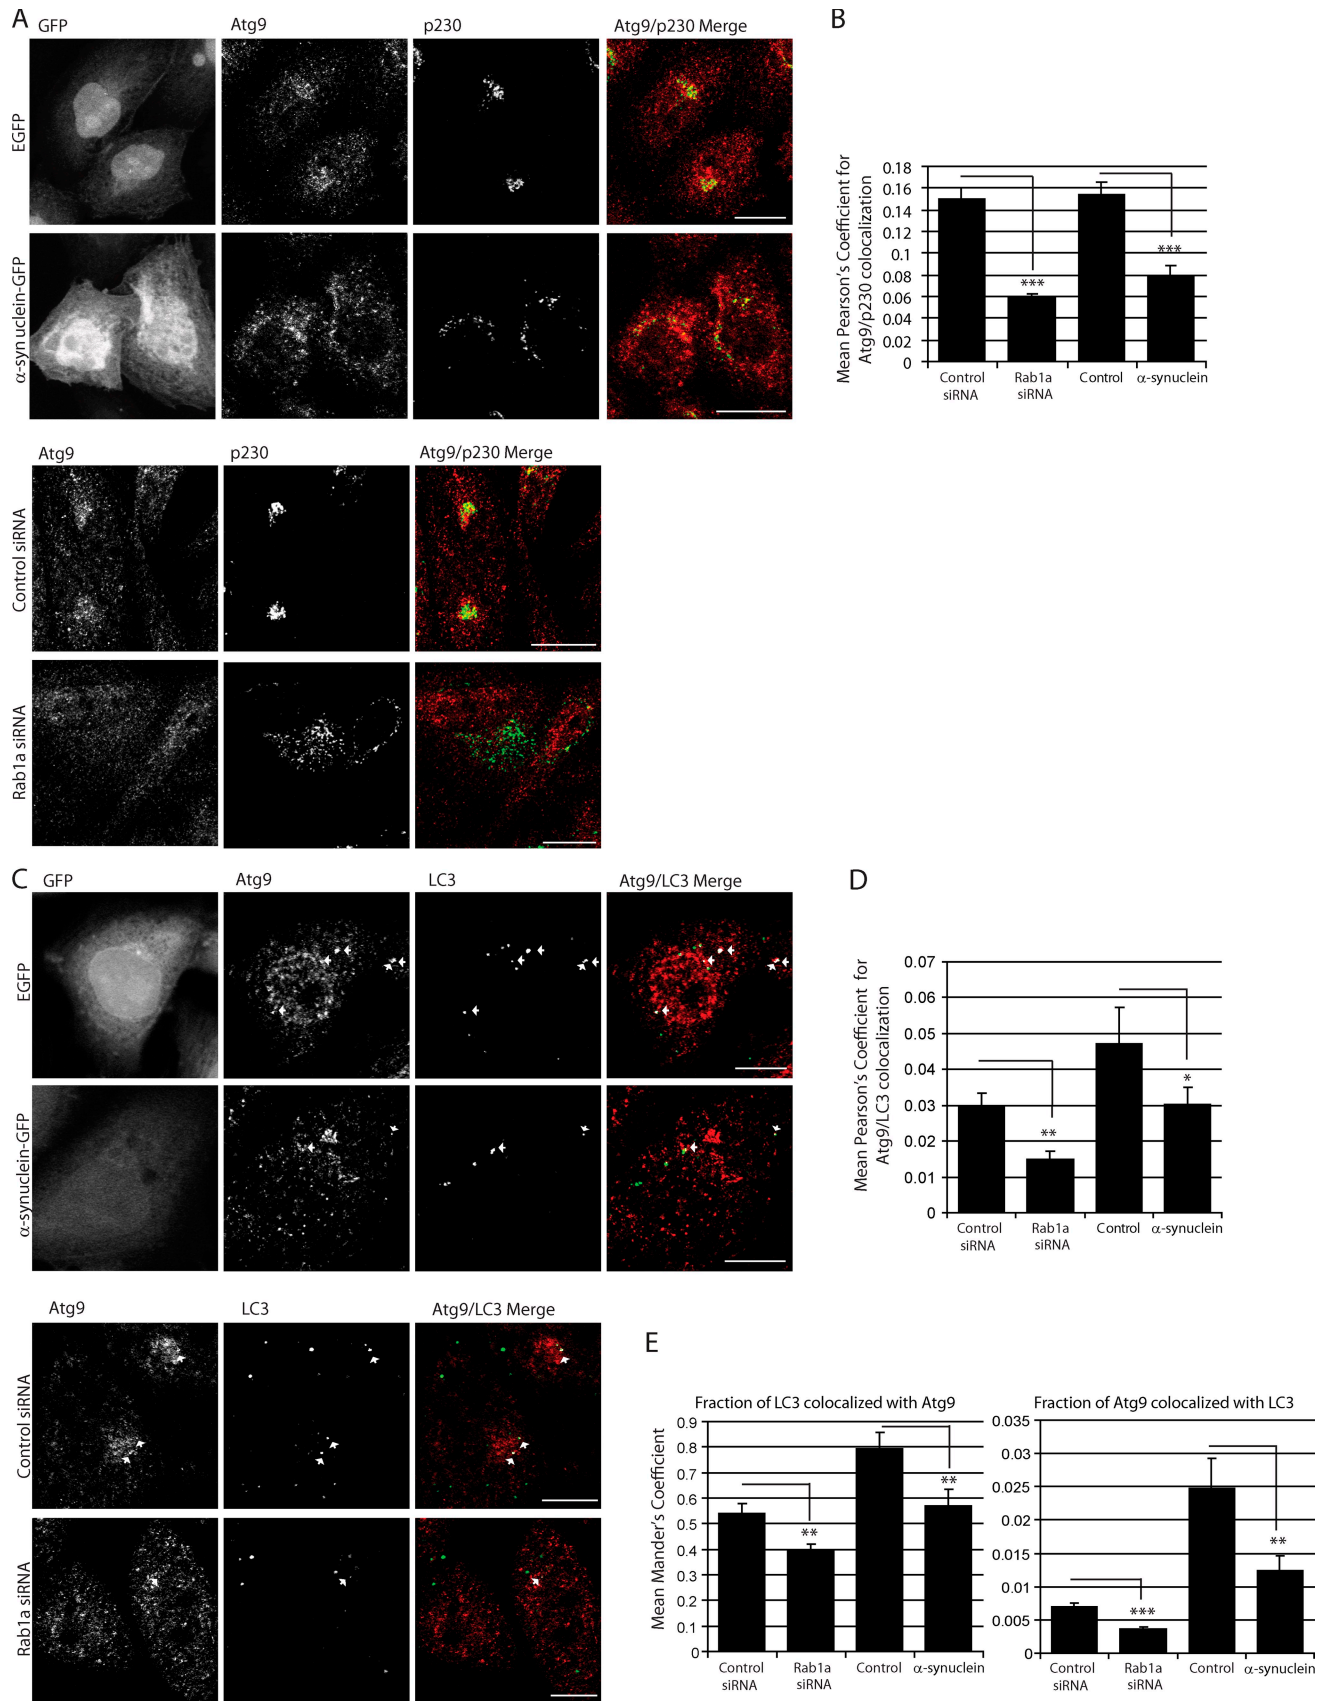 A
GFP
Atg9
p230
Atg9/p230 Merge
EGFP
α-syn uclein-GFP
Atg9
p230
Atg9/p230 Merge
Control siRNA
Rab1a siRNA
B
Mean Pearson's Coefficient for
Atg9/p230 colocalization
0.18
0.16
0.14
0.12
0.1
0.08
0.06
0.04
0.02
0
***
***
Control
siRNA
Rab1a
siRNA
Control
α-synuclein
C
GFP
Atg9
LC3
Atg9/LC3 Merge
EGFP
α-synuclein-GFP
Atg9
LC3
Atg9/LC3 Merge
Control siRNA
Rab1a siRNA
D
Mean Pearson's Coefficient for
Atg9/LC3 colocalization
0.07
0.06
0.05
0.04
0.03
0.02
0.01
0
**
*
Control
siRNA
Rab1a
siRNA
Control
α-synuclein
E
Fraction of LC3 colocalized with Atg9
Mean Mander's Coefficient
0.9
0.8
0.7
0.6
0.5
0.4
0.3
0.2
0.1
0
**
**
Control
siRNA
Rab1a
siRNA
Control
α-synuclein
Fraction of Atg9 colocalized with LC3
0.035
0.03
0.025
0.02
0.015
0.01
0.005
0
***
**
Control
siRNA
Rab1a
siRNA
Control
α-synuclein